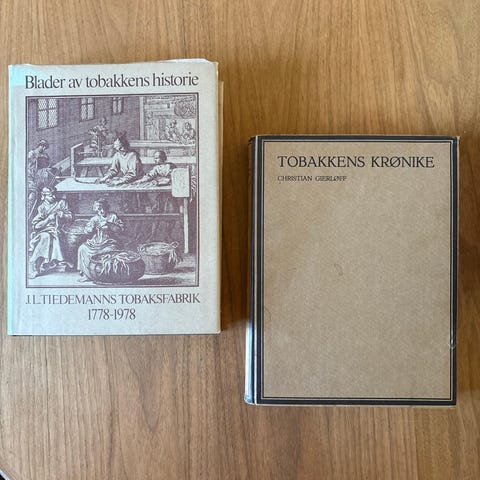 Blader av tobakkens historie
J.L.TIEDEMANNS TOBAKSFABRIK
1778-1978
TOBAKKENS KRØNIKE
CHRISTIAN GIERLØFF